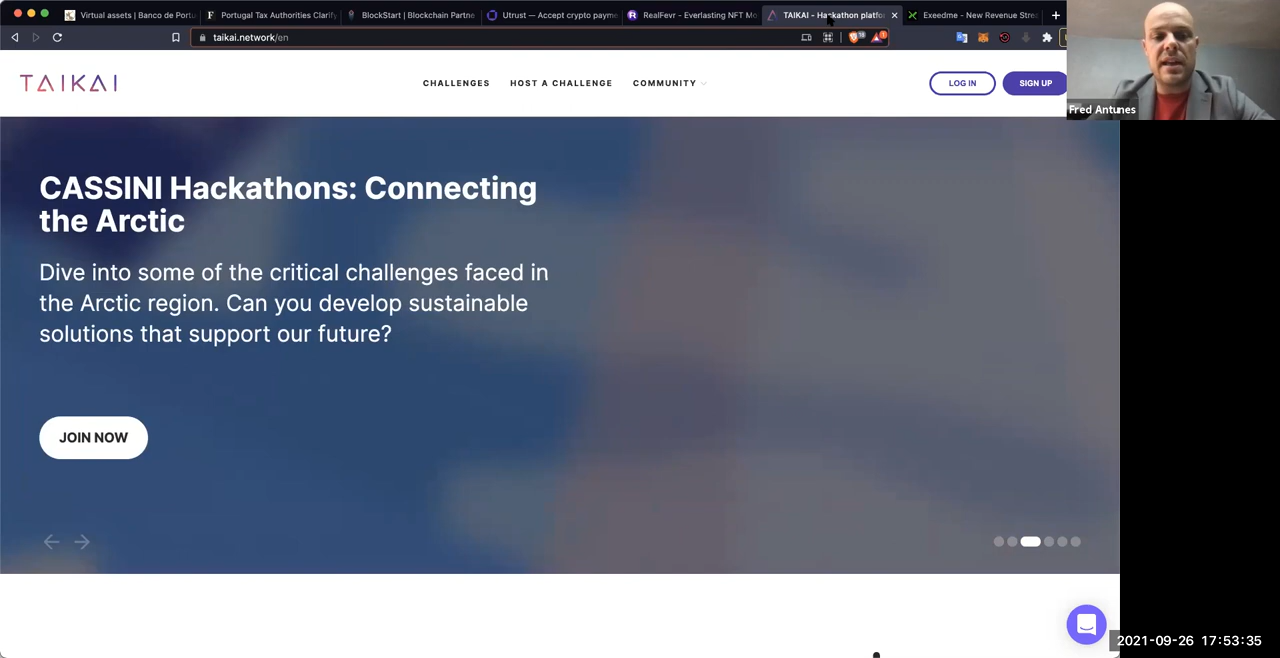 Virtual assets | Banco de Portu
Portugal Tax Authorities Clarify
BlockStart | Blockchain Partne
Utrust — Accept crypto payme
RealFevr - Everlasting NFT Mo
TAIKAI - Hackathon platfo
Exeedme - New Revenue Strea
taikai.network/en
TAIKAI
CHALLENGES
HOST A CHALLENGE
COMMUNITY
LOG IN
SIGN UP
Fred Antunes
CASSINI Hackathons: Connecting
the Arctic
Dive into some of the critical challenges faced in
the Arctic region. Can you develop sustainable
solutions that support our future?
JOIN NOW
2021-09-26 17:53:35